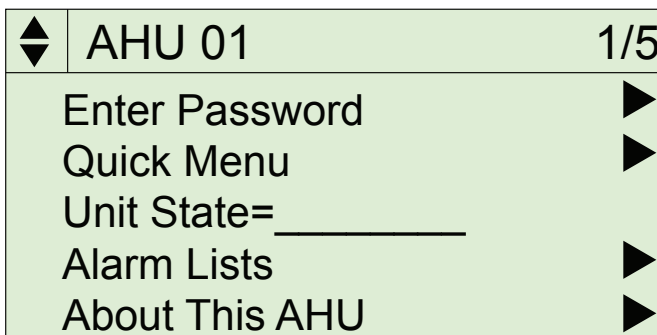 AHU 01 1/5
Enter Password
Quick Menu
Unit State=________
Alarm Lists
About This AHU